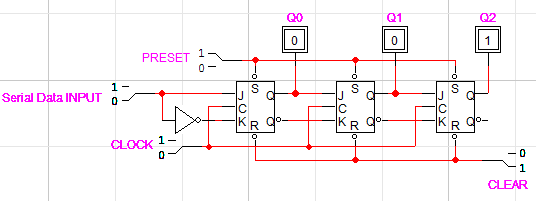 Q0 Q1 Q2
0 0 1
PRESET 1
0
S S S
Serial Data INPUT 1
0
J Q J Q J Q
C C C
K Q K Q K Q
R R R
CLOCK 1
0
0
1
CLEAR